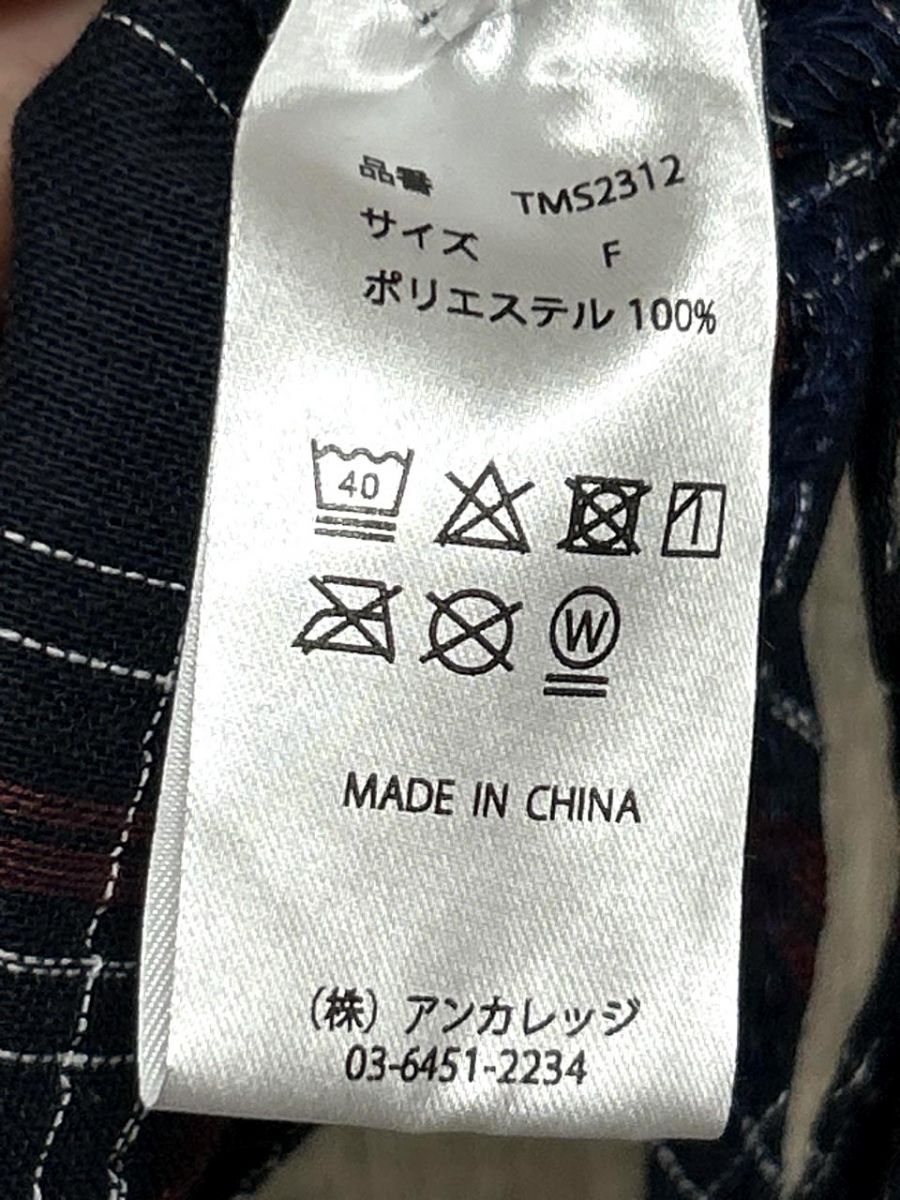 品番 TMS2312
サイズ F
ポリエステル 100%
40
W
MADE IN CHINA
(株) アンカレッジ
03-6451-2234